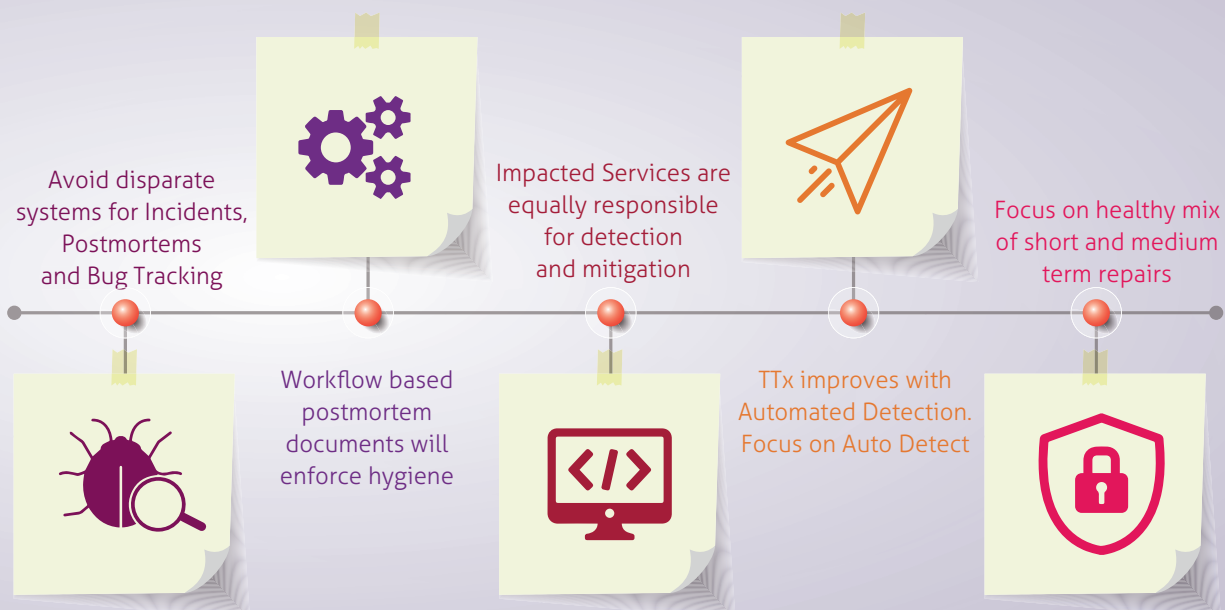 Avoid disparate
systems for Incidents,
Postmortems
and Bug Tracking
Workflow based
postmortem
documents will
enforce hygiene
Impacted Services are
equally responsible
for detection
and mitigation
TTx improves with
Automated Detection.
Focus on Auto Detect
Focus on healthy mix
of short and medium
term repairs